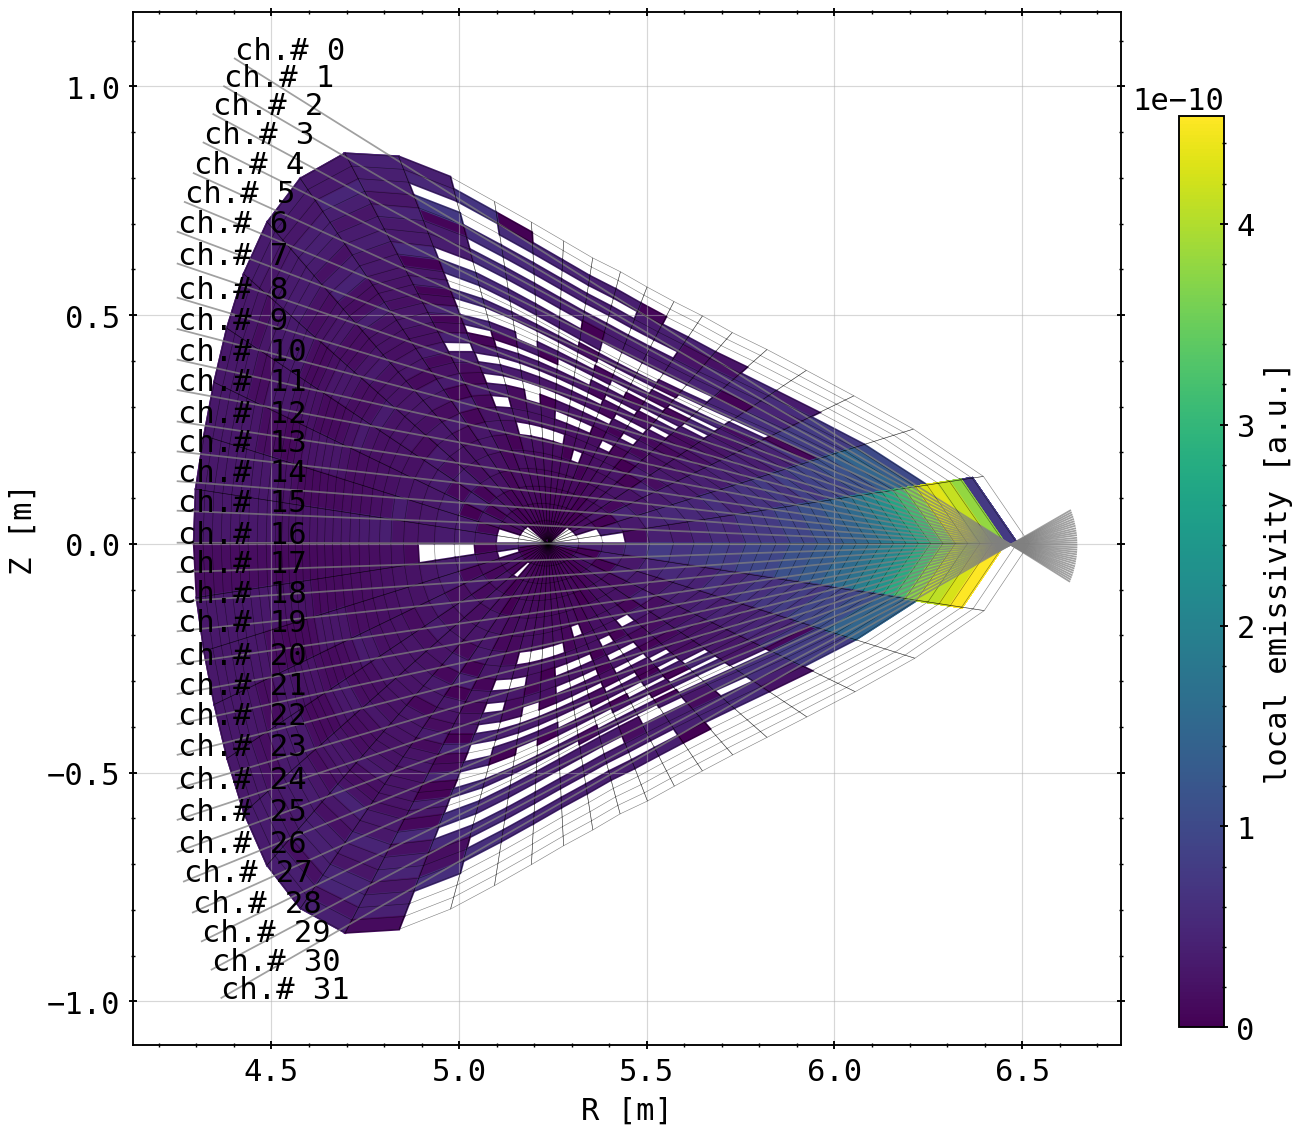 ch.# 0
ch.# 1
ch.# 2
ch.# 3
ch.# 4
ch.# 5
ch.# 6
ch.# 7
ch.# 8
ch.# 9
ch.# 10
ch.# 11
ch.# 12
ch.# 13
ch.# 14
ch.# 15
ch.# 16
ch.# 17
ch.# 18
ch.# 19
ch.# 20
ch.# 21
ch.# 22
ch.# 23
ch.# 24
ch.# 25
ch.# 26
ch.# 27
ch.# 28
ch.# 29
ch.# 30
ch.# 31
1.0
0.5
0.0
−0.5
−1.0
Z [m]
4.5
5.0
5.5
6.0
6.5
R [m]
1e−10
4
3
2
1
0
local emissivity [a.u.]